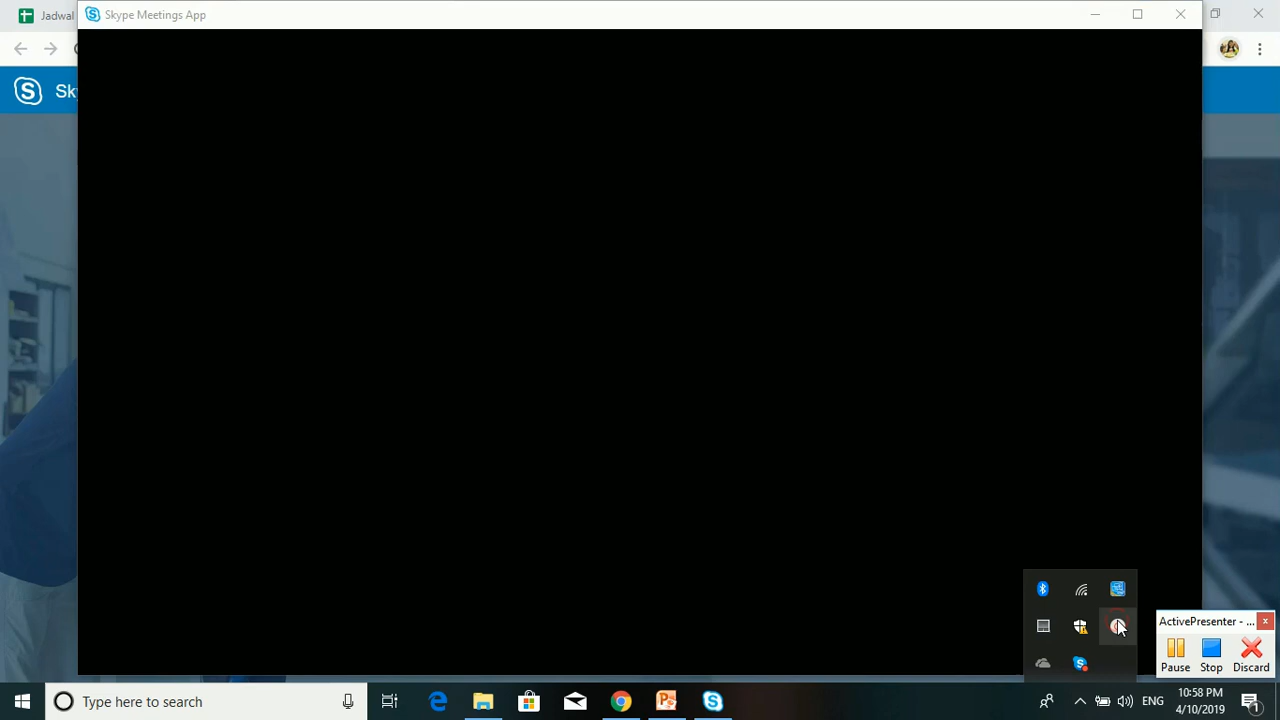 Jadwal
Skype Meetings App
Sk
ActivePresenter - ...
Pause Stop Discard
Type here to search
ENG
10:58 PM
4/10/2019
1